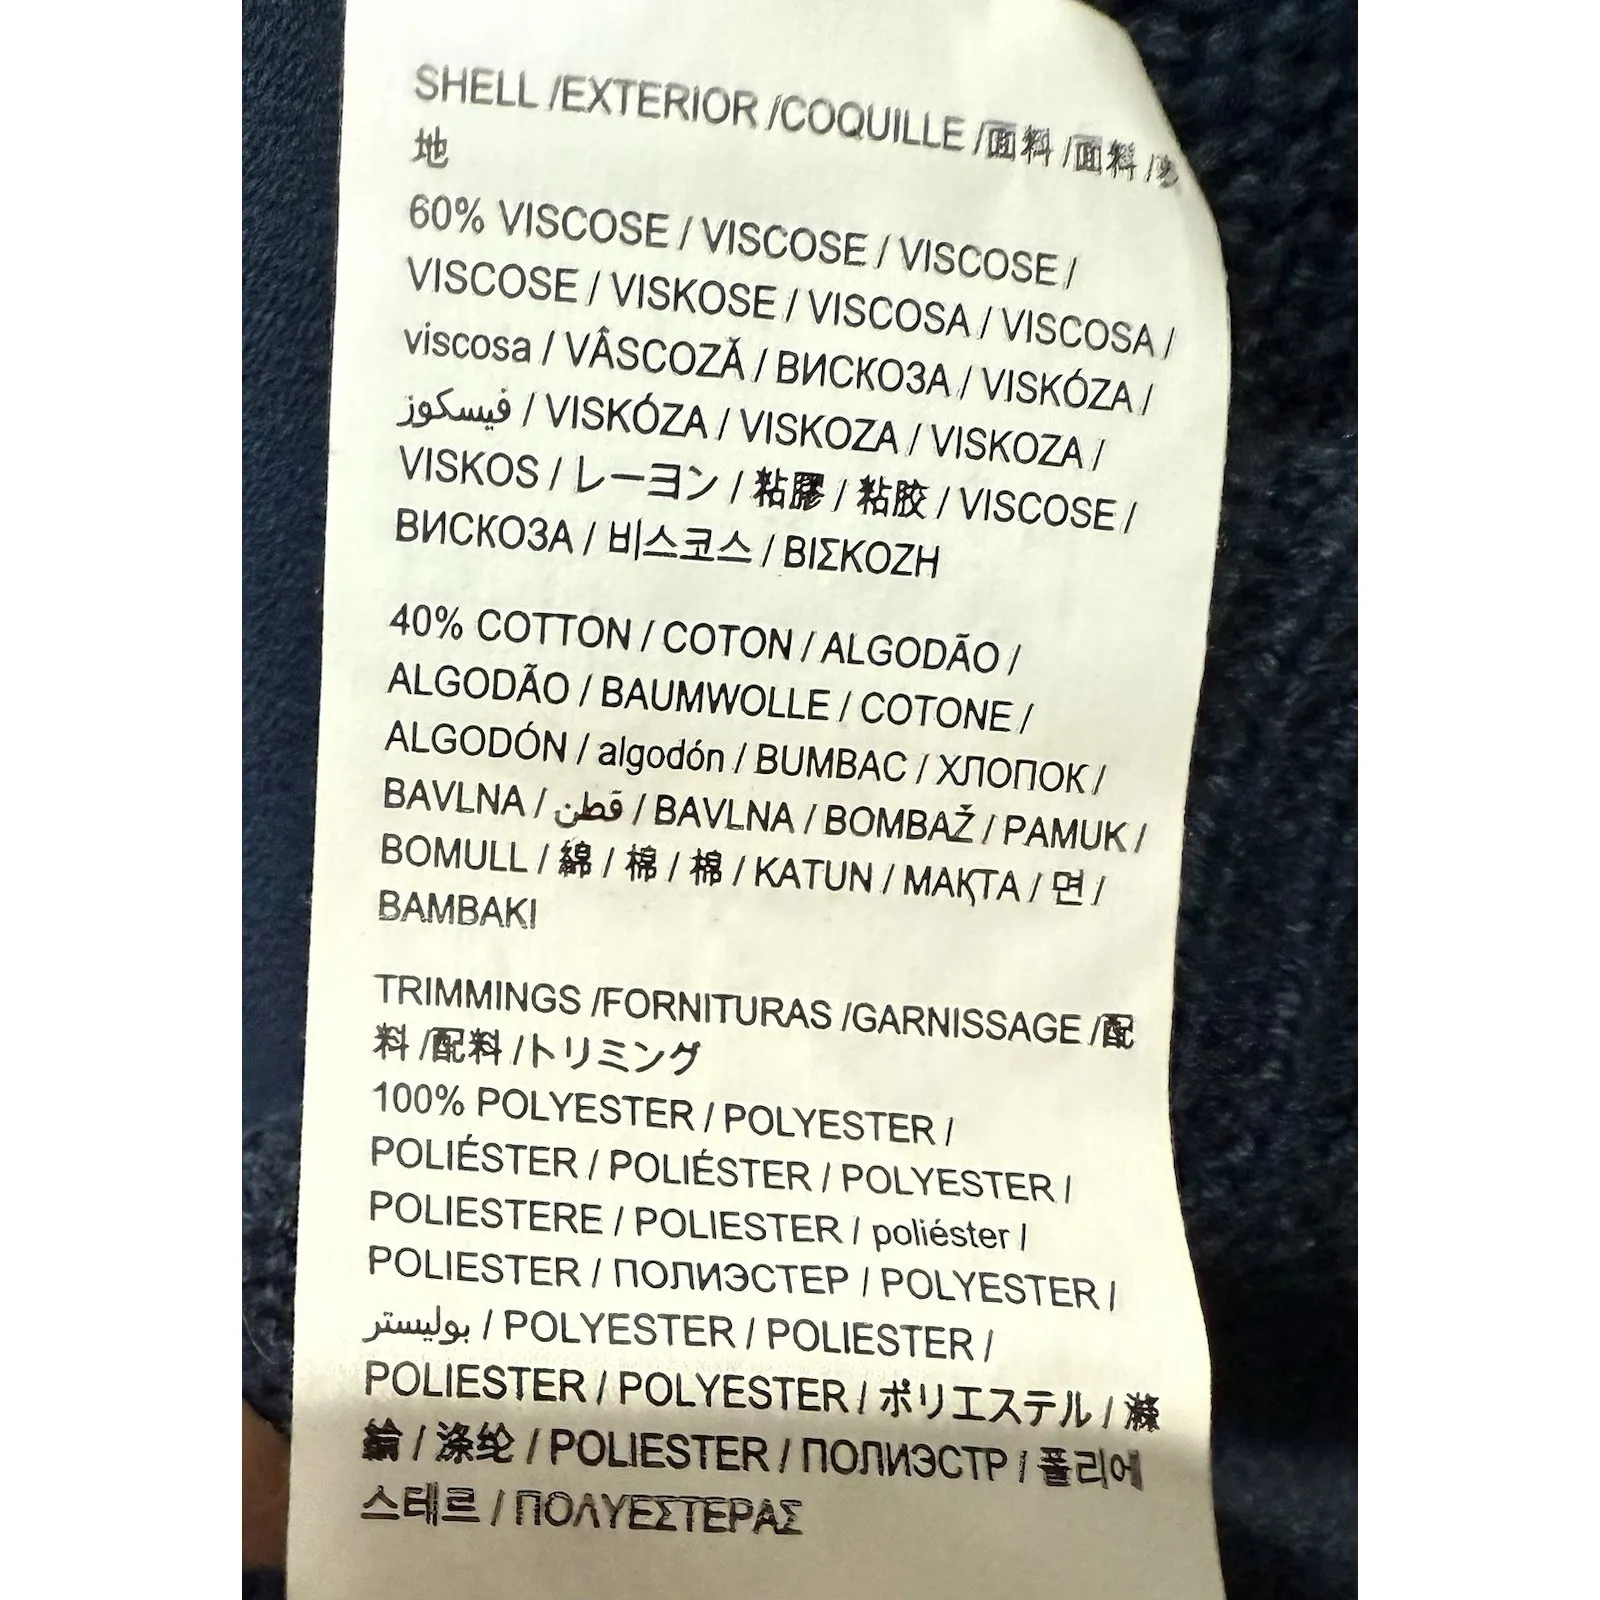 SHELL /EXTERIOR /COQUILLE /面料 /面料 /
地
60% VISCOSE / VISCOSE / VISCOSE /
VISCOSE / VISKOSE / VISCOSA / VISCOSA /
viscosa / VÂSCOZĂ / ВИСКОЗА / VISKÓZA /
فيسكوز / VISKÓZA / VISKOZA / VISKOZA /
VISKOS / レーヨン / 粘膠 / 粘胶 / VISCOSE /
ВИСКОЗА / 비스코스 / ΒΙΣΚΟΖΗ
40% COTTON / COTON / ALGODÃO /
ALGODÃO / BAUMWOLLE / COTONE /
ALGODÓN / algodón / BUMBAC / ХЛОПОК /
BAVLNA / قطن / BAVLNA / BOMBAŽ / PAMUK /
BOMULL / 綿 / 棉 / 棉 / KATUN / МАҚТА / 면 /
ΒΑΜΒΑΚΙ
TRIMMINGS /FORNITURAS /GARNISSAGE /配
料 /配料 /トリミング
100% POLYESTER / POLYESTER /
POLIÉSTER / POLIÉSTER / POLYESTER /
POLIESTERE / POLIESTER / poliéster /
POLIESTER / ПОЛИЭСТЕР / POLYESTER /
بوليستر / POLYESTER / POLIESTER /
POLIESTER / POLYESTER / ポリエステル /
/ 涤纶 / POLIESTER / ПОЛИЭСТР / 폴리에
스테르 / ΠΟΛΥΕΣΤΕΡΑΣ